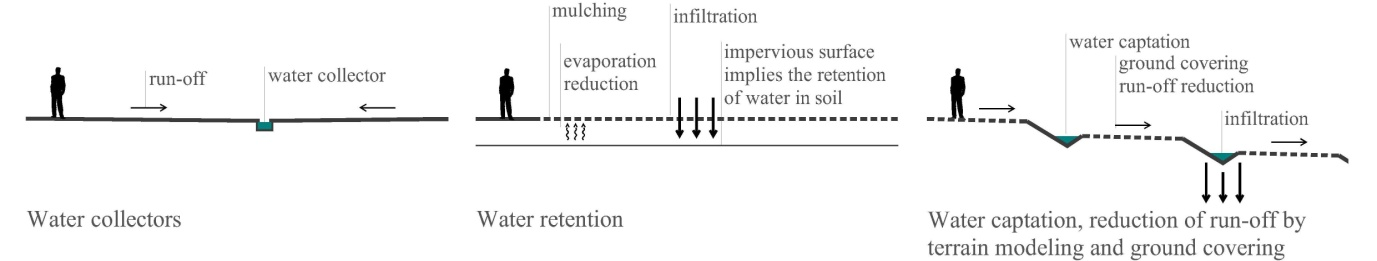 run-off
water collector
Water collectors
mulching
evaporation
reduction
infiltration
impervious surface
implies the retention
of water in soil
Water retention
water captation
ground covering
run-off reduction
infiltration
Water captation, reduction of run-off by
terrain modeling and ground covering